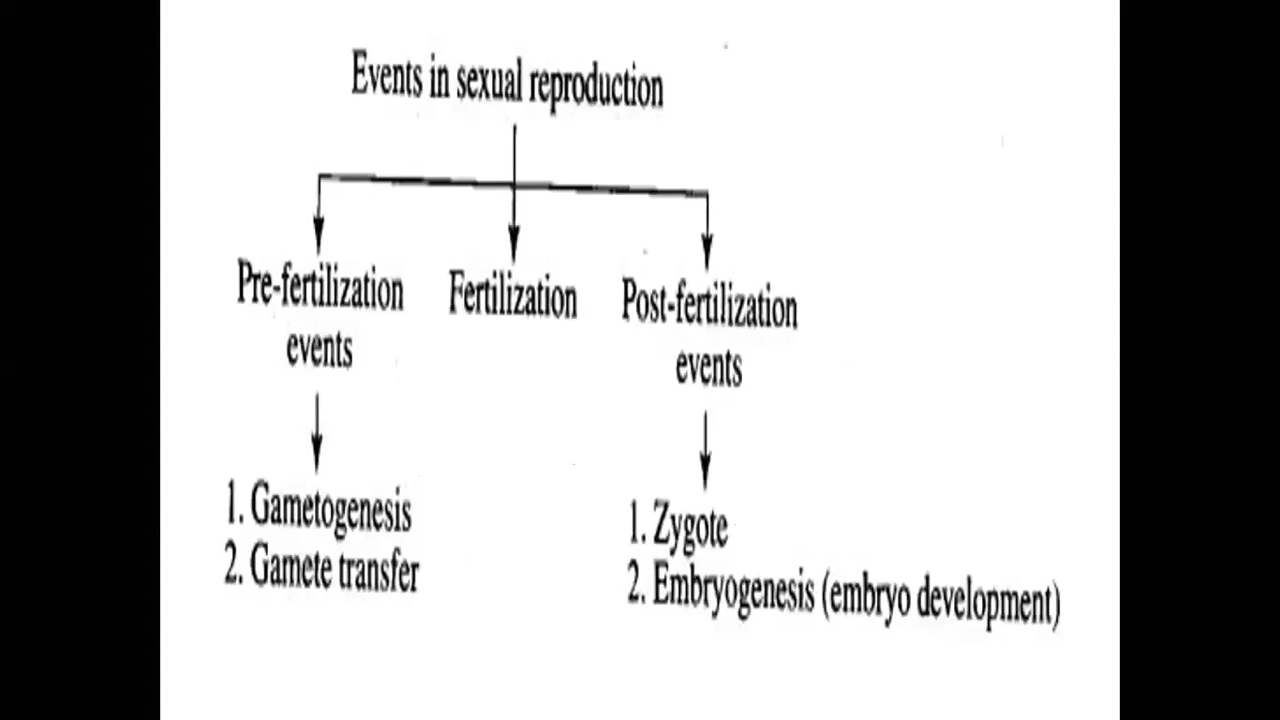 Events in sexual reproduction
Pre-fertilization
events
Fertilization
Post-fertilization
events
1. Gametogenesis
2. Gamete transfer
1. Zygote
2. Embryogenesis (embryo development)